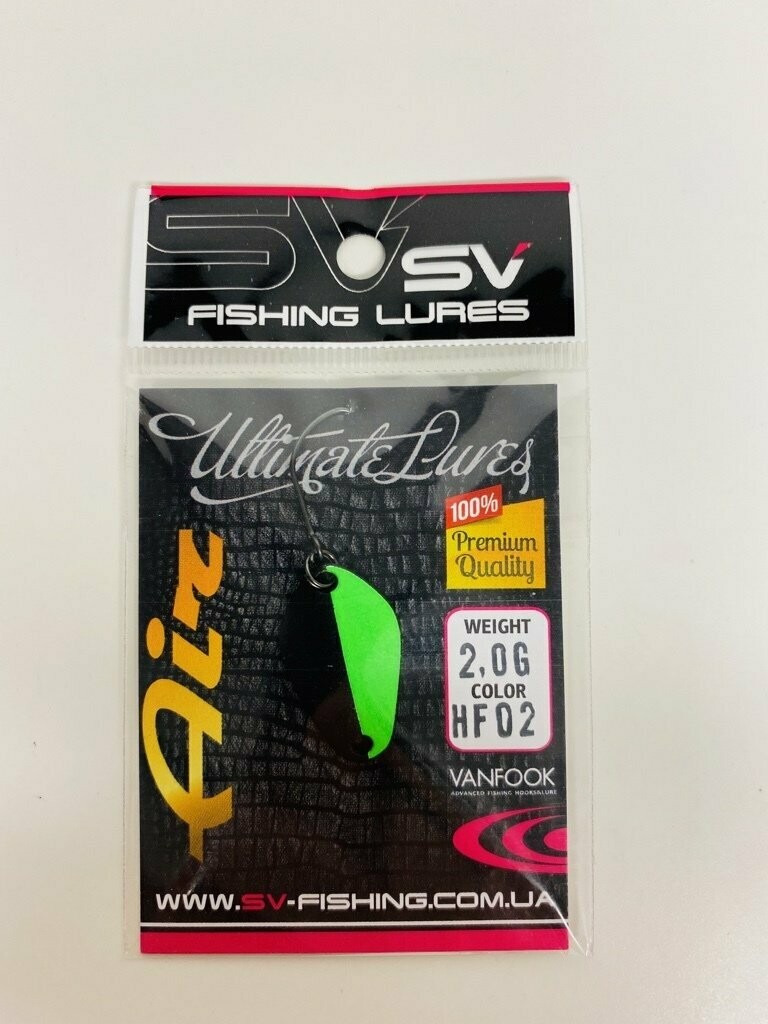 SV
SV
FISHING LURES
Ultimate Lures
100%
Premium
Quality
Air
WEIGHT
2,0G
COLOR
HF02
VANFOOK
ADVANCED FISHING HOOKS&LURE
WWW.SV-FISHING.COM.UA